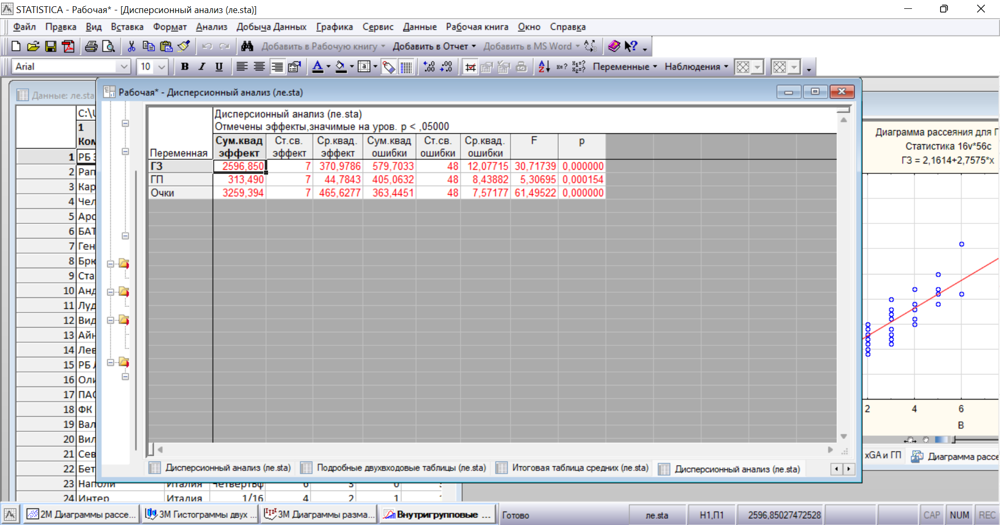 STATISTICA - Рабочая* - [Дисперсионный анализ (ле.sta)]
Файл Правка Вид Вставка Формат Анализ Добыча Данных Графика Сервис Данные Рабочая книга Окно Справка
Добавить в Рабочую книгу Добавить в Отчет Добавить в MS Word
Arial 10 B I U Переменные Наблюдения
Данные: ле.sta
Рабочая* - Дисперсионный анализ (ле.sta)
C:\U
1
Ком
1 РБ З
2 Рап
3 Кар
4 Чел
5 Арс
6 БАТ
7 Ген
8 Брю
9 Ста
10 Анд
11 Луд
12 Вид
13 Айн
14 Лев
15 РБ Л
16 Оли
17 ПАО
18 ФК
19 Вал
20 Вил
21 Сев
22 Бет
23 Наполи Италия Четвертьф 6 3 0
24 Интер Италия 1/16 4 2 1
Дисперсионный анализ (ле.sta)
Отмечены эффекты,значимые на уров. p < ,05000
Переменная Сум.квад эффект Ст.св. эффект Ср.квад. эффект Сум.квад ошибки Ст.св. ошибки Ср.квад. ошибки F p
ГЗ 2596,850 7 370,9786 579,7033 48 12,07715 30,71739 0,000000
ГП 313,490 7 44,7843 405,0632 48 8,43882 5,30695 0,000154
Очки 3259,394 7 465,6277 363,4451 48 7,57177 61,49522 0,000000
Диаграмма рассеяния для Г
Статистика 16v*56c
ГЗ = 2,1614+2,7575*x
2 4 6
В
xGA и ГП Диаграмма рассе
Дисперсионный анализ (ле.sta) Подробные двухвходовые таблицы (ле.sta) Итоговая таблица средних (ле.sta) Дисперсионный анализ (ле.sta)
2М Диаграммы рассе... 3М Гистограммы двух ... 3М Диаграммы разма... Внутригрупповые ... Готово ле.sta Н1,П1 2596,85027472528 CAP NUM REC